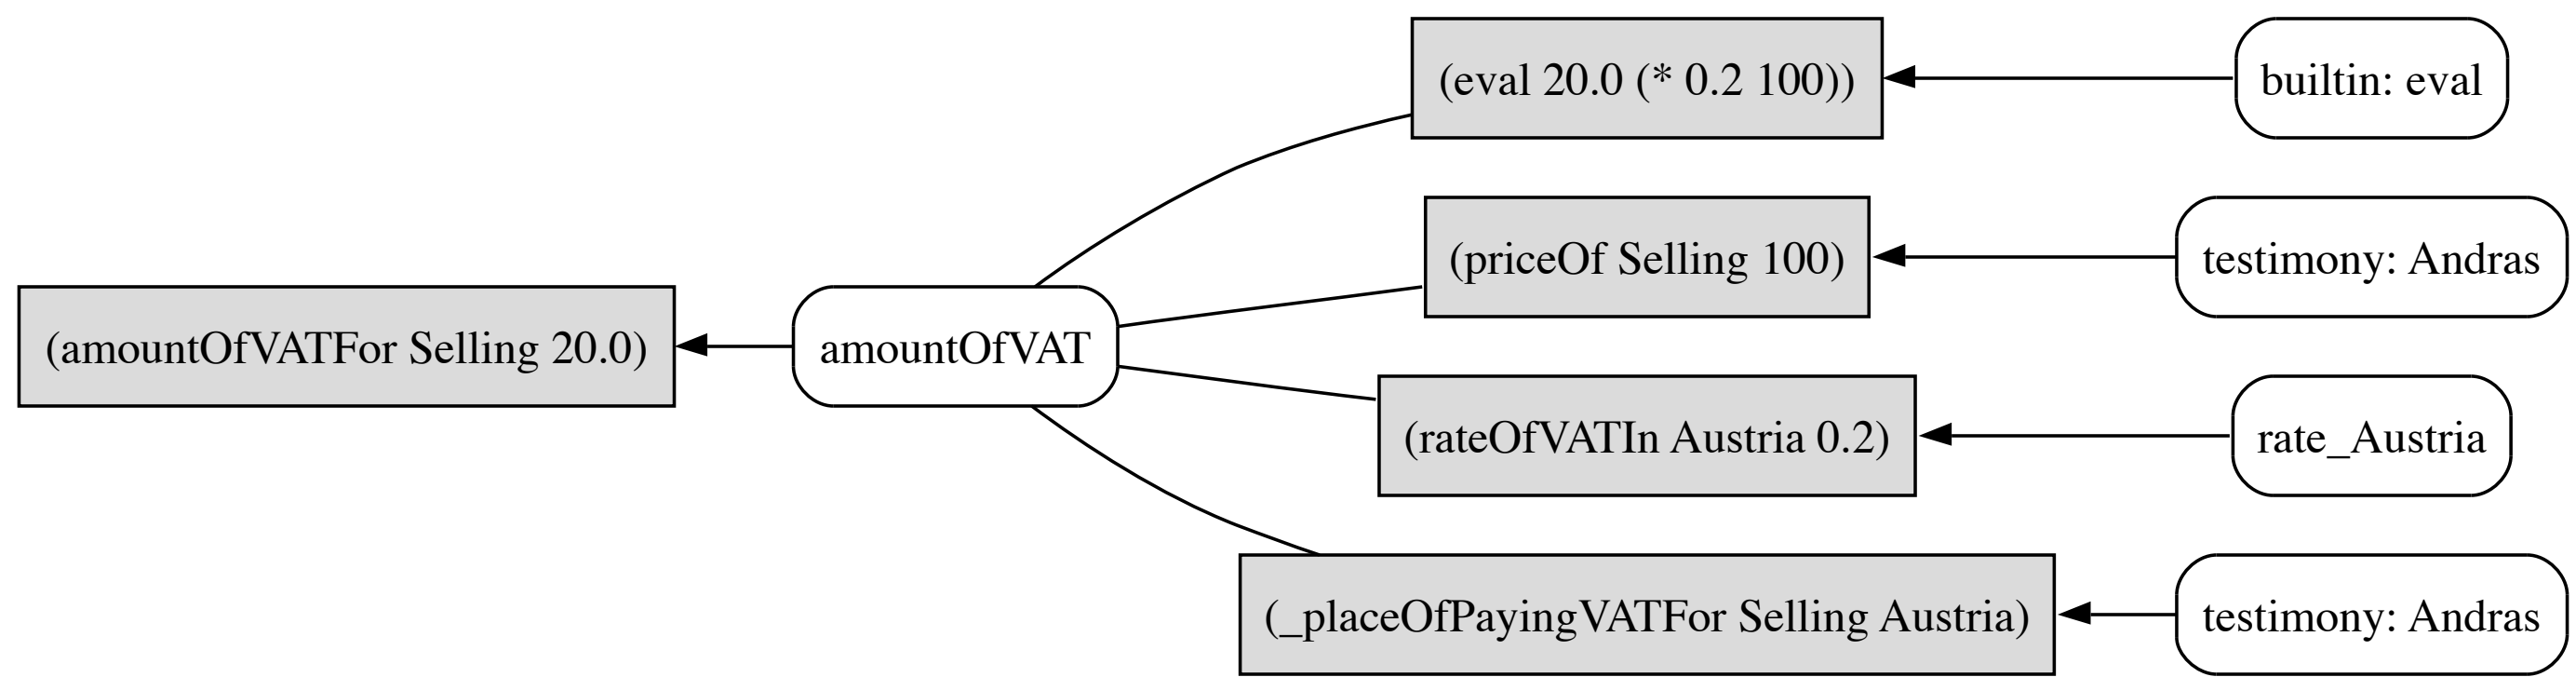 (eval 20.0 (* 0.2 100))
builtin: eval
(priceOf Selling 100)
testimony: Andras
(amountOfVATFor Selling 20.0)
amountOfVAT
(rateOfVATIn Austria 0.2)
rate_Austria
(_placeOfPayingVATFor Selling Austria)
testimony: Andras